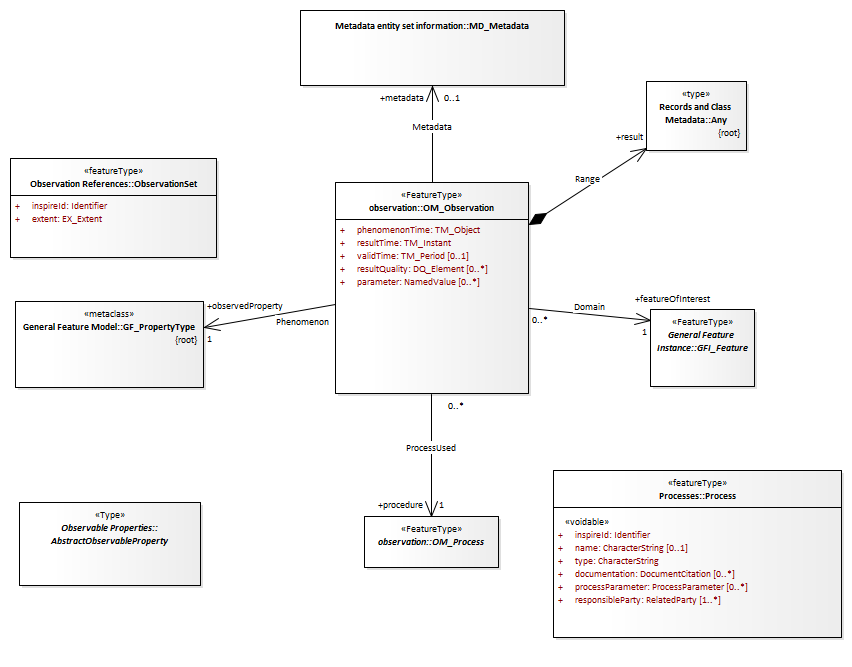 Metadata entity set information::MD_Metadata
+metadata
0..1
Metadata
«type»
Records and Class
Metadata::Any
{root}
+result
Range
«featureType»
Observation References::ObservationSet
+ inspireId: Identifier
+ extent: EX_Extent
«FeatureType»
observation::OM_Observation
+ phenomenonTime: TM_Object
+ resultTime: TM_Instant
+ validTime: TM_Period [0..1]
+ resultQuality: DQ_Element [0..*]
+ parameter: NamedValue [0..*]
«metaclass»
General Feature Model::GF_PropertyType
{root}
+observedProperty
Phenomenon
1
Domain
0..*
+featureOfInterest
1
«FeatureType»
General Feature
Instance::GFI_Feature
0..*
ProcessUsed
+procedure
1
«FeatureType»
observation::OM_Process
«Type»
Observable Properties::
AbstractObservableProperty
«featureType»
Processes::Process
«voidable»
+ inspireId: Identifier
+ name: CharacterString [0..1]
+ type: CharacterString
+ documentation: DocumentCitation [0..*]
+ processParameter: ProcessParameter [0..*]
+ responsibleParty: RelatedParty [1..*]